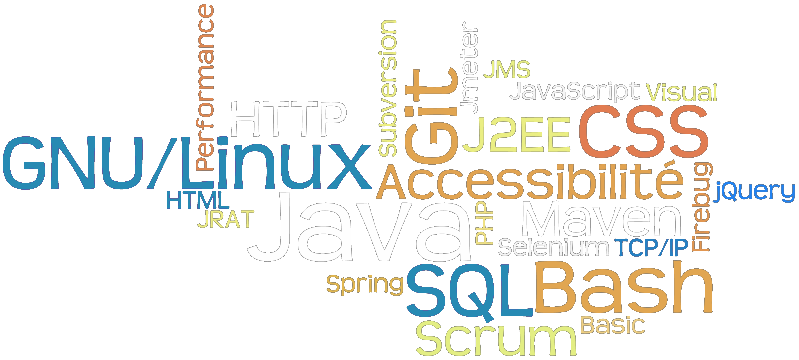 Performance
Subversion
Git
Jmeter
JMS
JavaScript
Visual
HTTP
J2EE
CSS
GNU/Linux
Accessibilité
Firebug
jQuery
HTML
JRAT
Java
PHP
Maven
Selenium
TCP/IP
Spring
SQL
Bash
Scrum
Basic